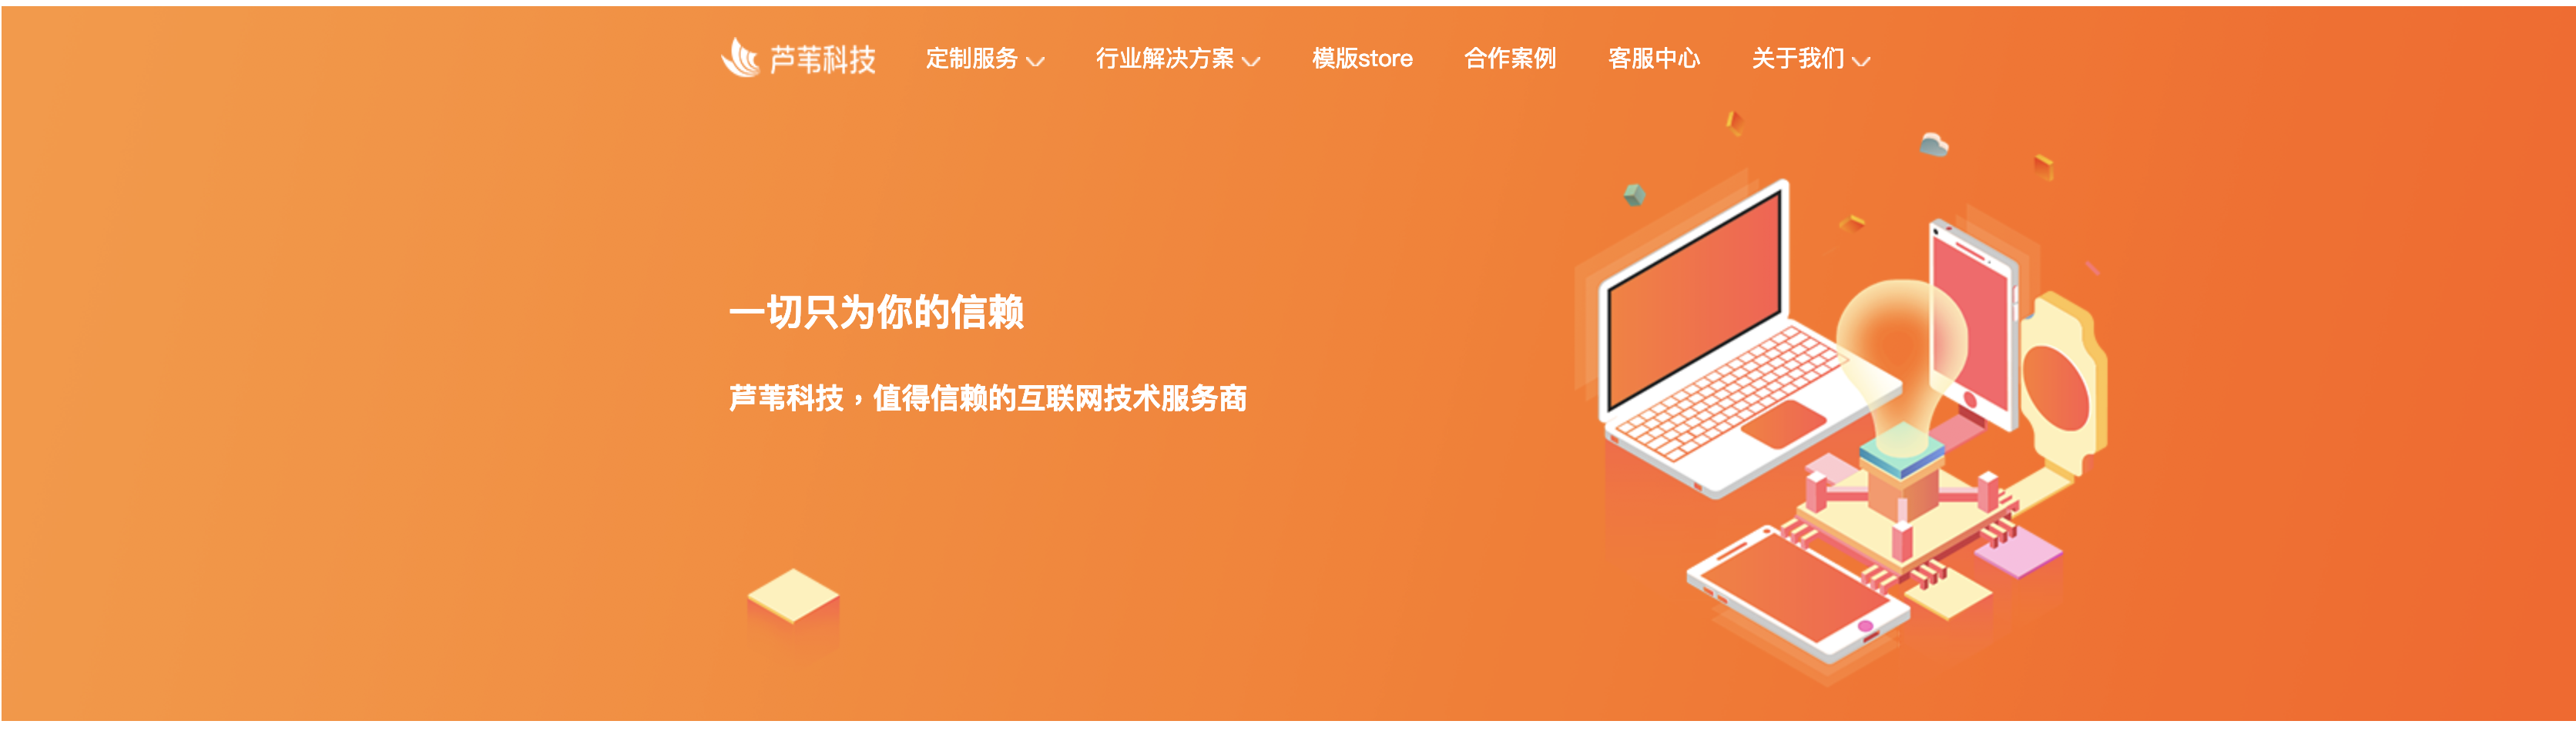 芦苇科技 定制服务 行业解决方案 模版store 合作案例 客服中心 关于我们
一切只为你的信赖
芦苇科技，值得信赖的互联网技术服务商